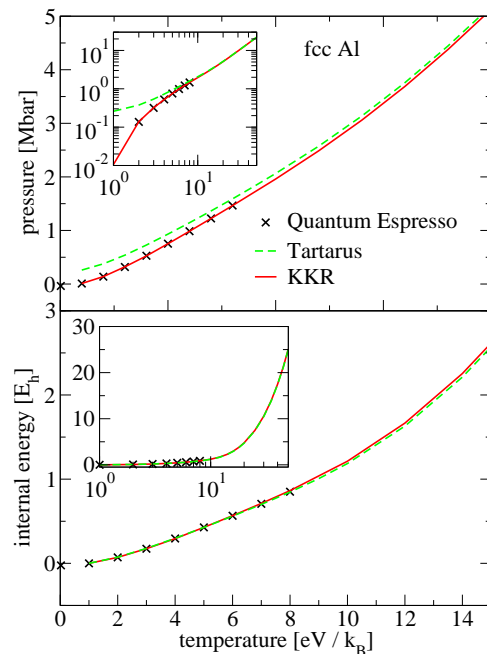 fcc Al
pressure [Mbar]
5
4
3
2
1
0
10^1
10^0
10^-1
10^-2
10^0
10^1
Quantum Espresso
Tartarus
KKR
internal energy [E_h]
2
1
0
30
20
10
0
10^0
10^1
0 2 4 6 8 10 12 14
temperature [eV / k_B]